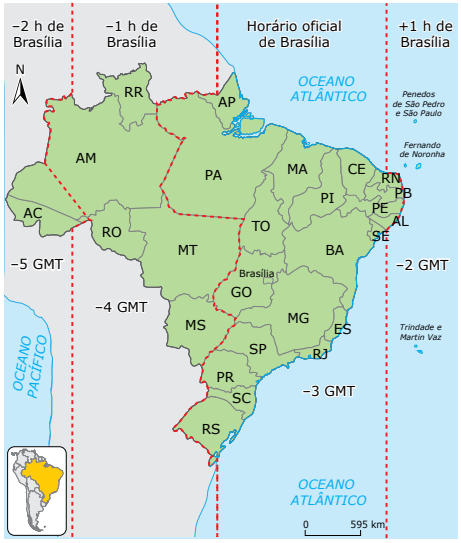 –2 h de
Brasília
–1 h de
Brasília
Horário oficial
de Brasília
+1 h de
Brasília
N
OCEANO
ATLÂNTICO
Penedos
de São Pedro
e São Paulo
Fernando
de Noronha
RR
AP
AM
PA
MA
CE
RN
PB
PI
PE
AL
SE
AC
RO
TO
BA
MT
Brasília
GO
–5 GMT
–4 GMT
–2 GMT
MG
ES
MS
SP
RJ
Trindade e
Martin Vaz
PR
SC
–3 GMT
RS
OCEANO
PACÍFICO
OCEANO
ATLÂNTICO
0 595 km